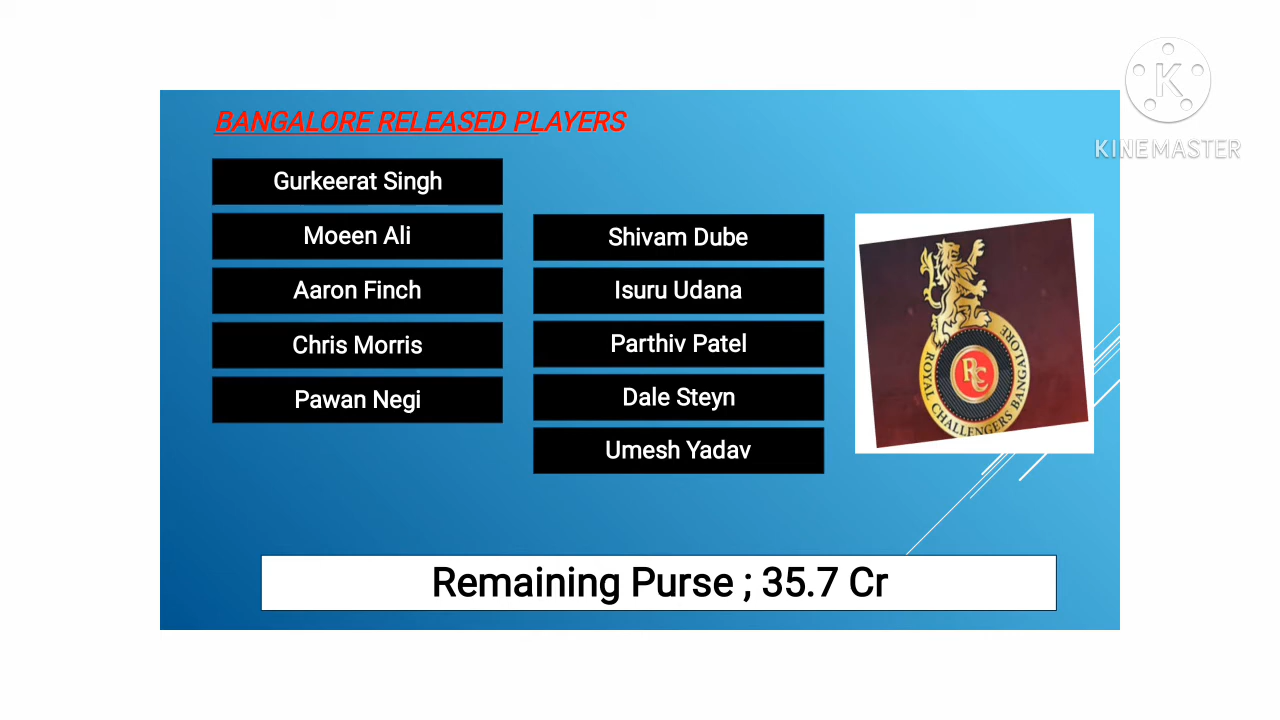 K
KINEMASTER
BANGALORE RELEASED PLAYERS
Gurkeerat Singh
Moeen Ali
Aaron Finch
Chris Morris
Pawan Negi
Shivam Dube
Isuru Udana
Parthiv Patel
Dale Steyn
Umesh Yadav
RC
ROYAL CHALLENGERS BANGALORE
Remaining Purse ; 35.7 Cr